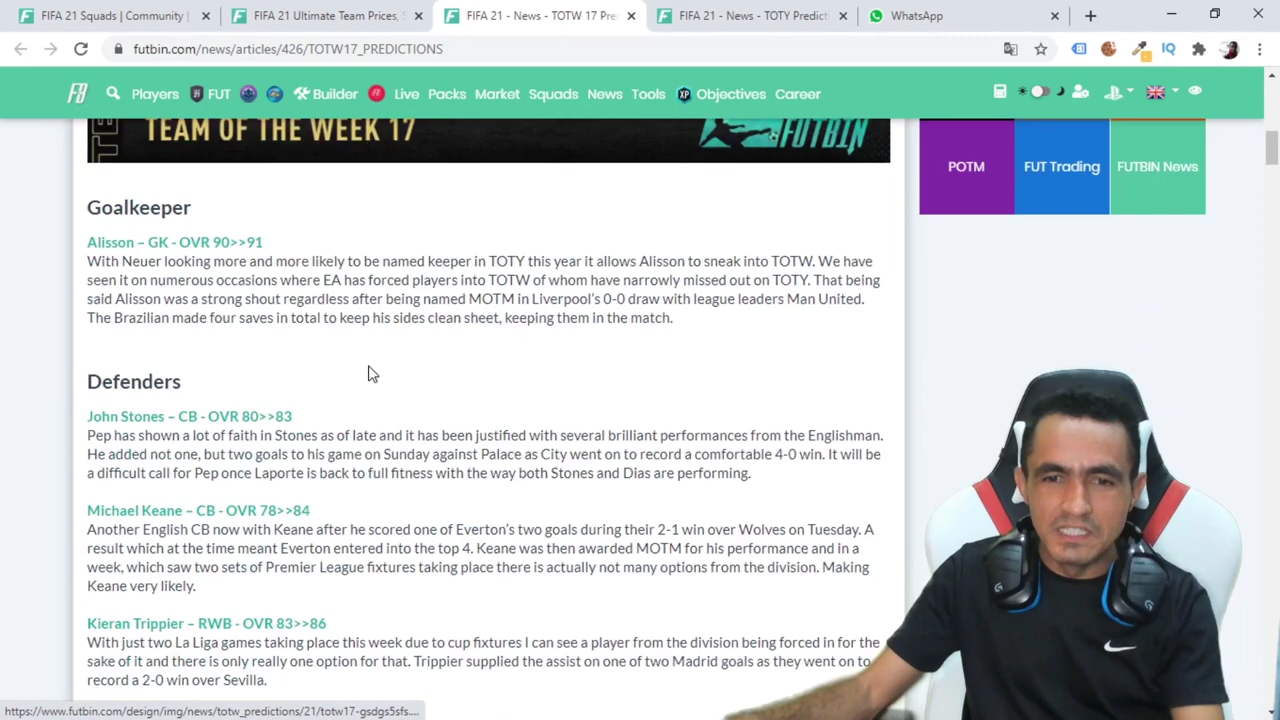 FIFA 21 Squads | Community |
FIFA 21 Ultimate Team Prices, S
FIFA 21 - News - TOTW 17 Pre
FIFA 21 - News - TOTY Predicti
WhatsApp
futbin.com/news/articles/426/TOTW17_PREDICTIONS
IQ
Players FUT Builder Live Packs Market Squads News Tools XP Objectives Career
TEAM OF THE WEEK 17
FUTBIN
POTM
FUT Trading
FUTBIN News
Goalkeeper
Alisson – GK - OVR 90>>91
With Neuer looking more and more likely to be named keeper in TOTY this year it allows Alisson to sneak into TOTW. We have
seen it on numerous occasions where EA has forced players into TOTW of whom have narrowly missed out on TOTY. That being
said Alisson was a strong shout regardless after being named MOTM in Liverpool's 0-0 draw with league leaders Man United.
The Brazilian made four saves in total to keep his sides clean sheet, keeping them in the match.
Defenders
John Stones – CB - OVR 80>>83
Pep has shown a lot of faith in Stones as of late and it has been justified with several brilliant performances from the Englishman.
He added not one, but two goals to his game on Sunday against Palace as City went on to record a comfortable 4-0 win. It will be
a difficult call for Pep once Laporte is back to full fitness with the way both Stones and Dias are performing.
Michael Keane – CB - OVR 78>>84
Another English CB now with Keane after he scored one of Everton's two goals during their 2-1 win over Wolves on Tuesday. A
result which at the time meant Everton entered into the top 4. Keane was then awarded MOTM for his performance and in a
week, which saw two sets of Premier League fixtures taking place there is actually not many options from the division. Making
Keane very likely.
Kieran Trippier – RWB - OVR 83>>86
With just two La Liga games taking place this week due to cup fixtures I can see a player from the division being forced in for the
sake of it and there is only really one option for that. Trippier supplied the assist on one of two Madrid goals as they went on to
record a 2-0 win over Sevilla.
https://www.futbin.com/design/img/news/totw_predictions/21/totw17-gsdgs5sfs....